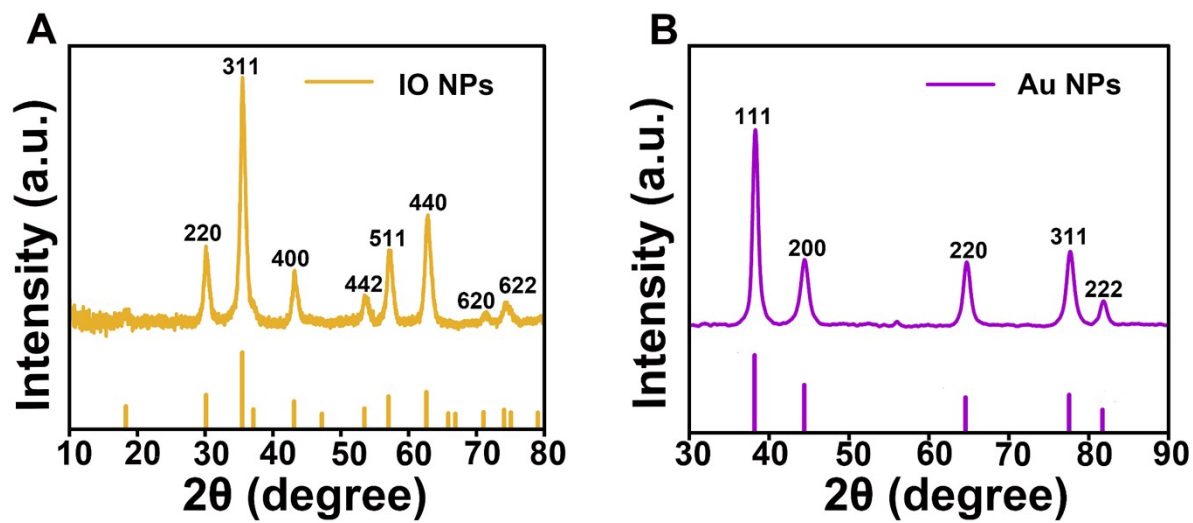 A
Intensity (a.u.)
IO NPs
220
311
400
442
511
440
620
622
10 20 30 40 50 60 70 80
2θ (degree)
B
Intensity (a.u.)
Au NPs
111
200
220
311
222
30 40 50 60 70 80 90
2θ (degree)